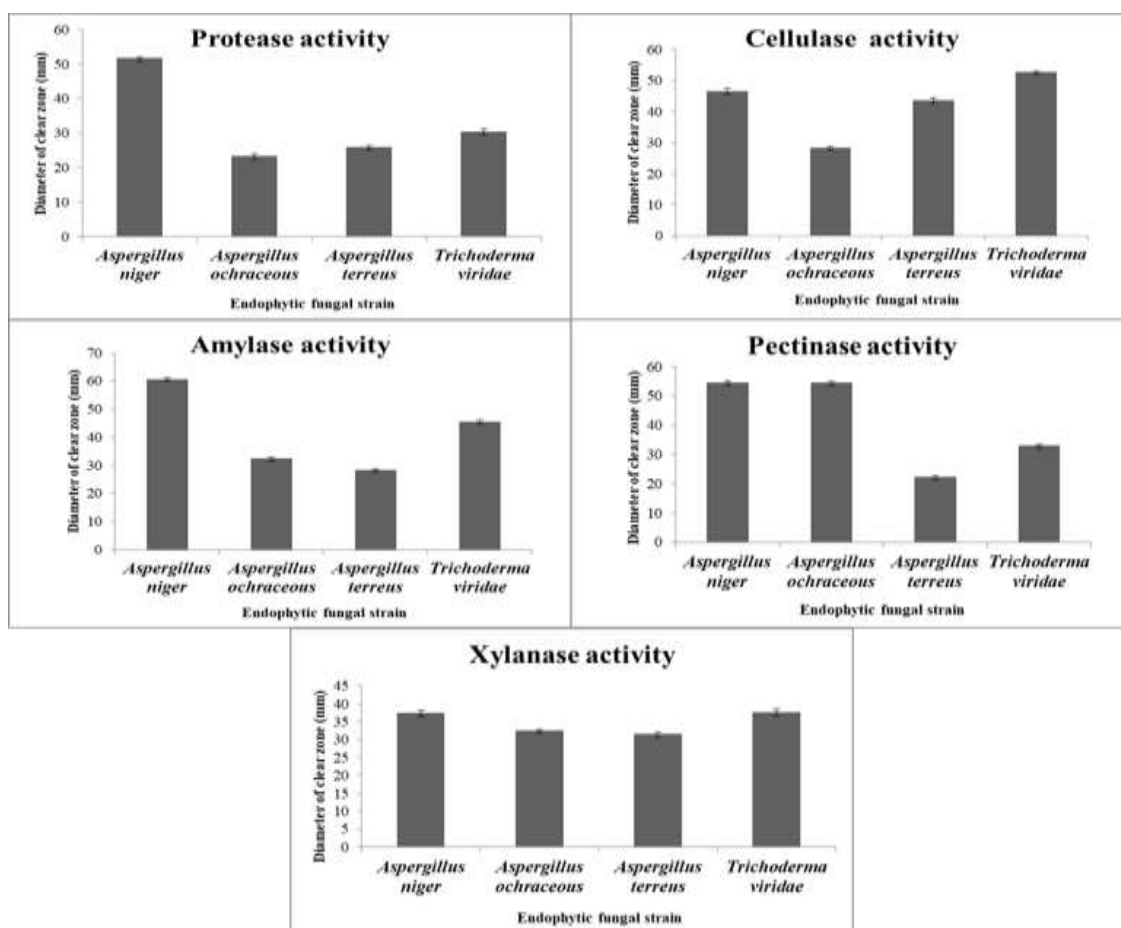 Protease activity
Diameter of clear zone (mm)
60
50
40
30
20
10
0
Aspergillus niger
Aspergillus ochraceous
Aspergillus terreus
Trichoderma viridae
Endophytic fungal strain
Cellulase activity
Diameter of clear zone (mm)
60
50
40
30
20
10
0
Aspergillus niger
Aspergillus ochraceous
Aspergillus terreus
Trichoderma viridae
Endophytic fungal strain
Amylase activity
Diameter of clear zone (mm)
70
60
50
40
30
20
10
0
Aspergillus niger
Aspergillus ochraceous
Aspergillus terreus
Trichoderma viridae
Endophytic fungal strain
Pectinase activity
Diameter of clear zone (mm)
60
50
40
30
20
10
0
Aspergillus niger
Aspergillus ochraceous
Aspergillus terreus
Trichoderma viridae
Endophytic fungal strain
Xylanase activity
Diameter of clear zone (mm)
45
40
35
30
25
20
15
10
5
0
Aspergillus niger
Aspergillus ochraceous
Aspergillus terreus
Trichoderma viridae
Endophytic fungal strain